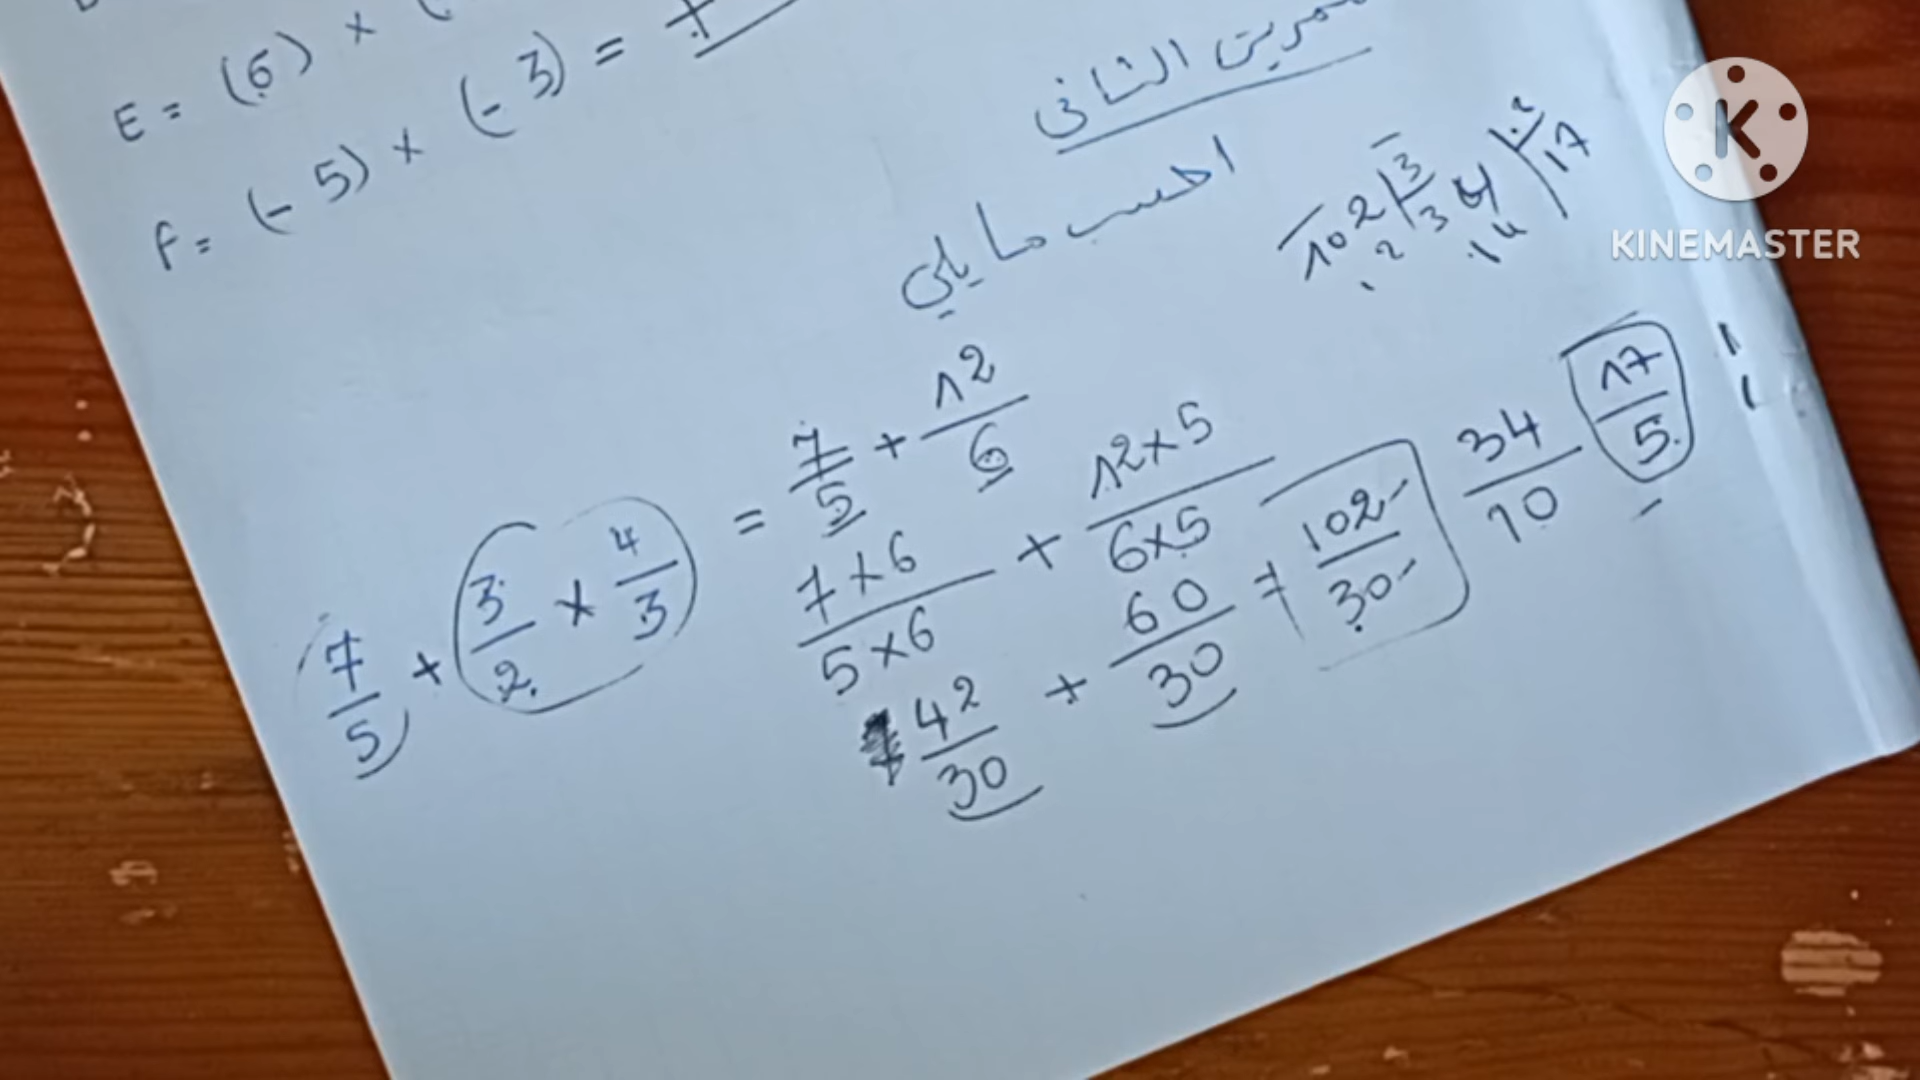 E = (6) × (
F = (- 5) × (- 3) = +
التمرين الثاني
احسب ما يلي
102 | 3
34
17
7/5 + (3/2 × 4/3) = 7/5 + 12/6
7×6/5×6 + 12×5/6×5
42/30 + 60/30 = 102/30 34/10 17/5
KINEMASTER